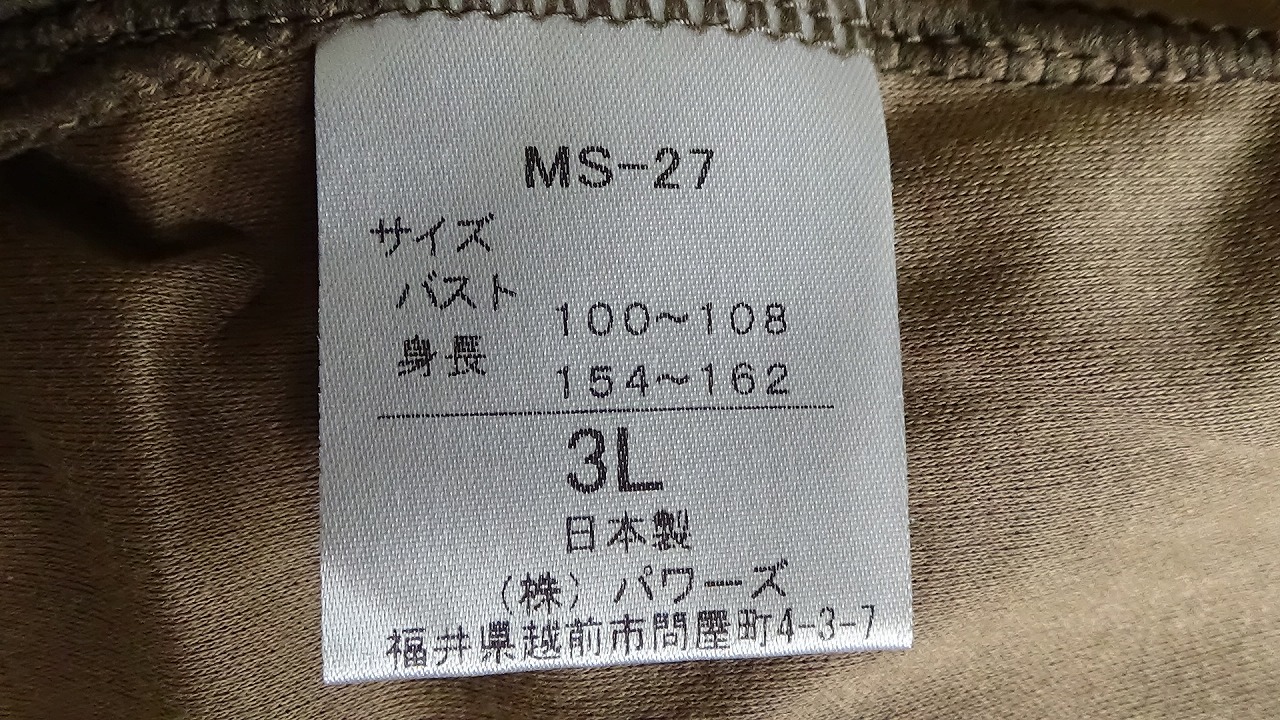 MS-27
サイズ
バスト 100~108
身長 154~162
3L
日本製
(株) パワーズ
福井県越前市問屋町4-3-7